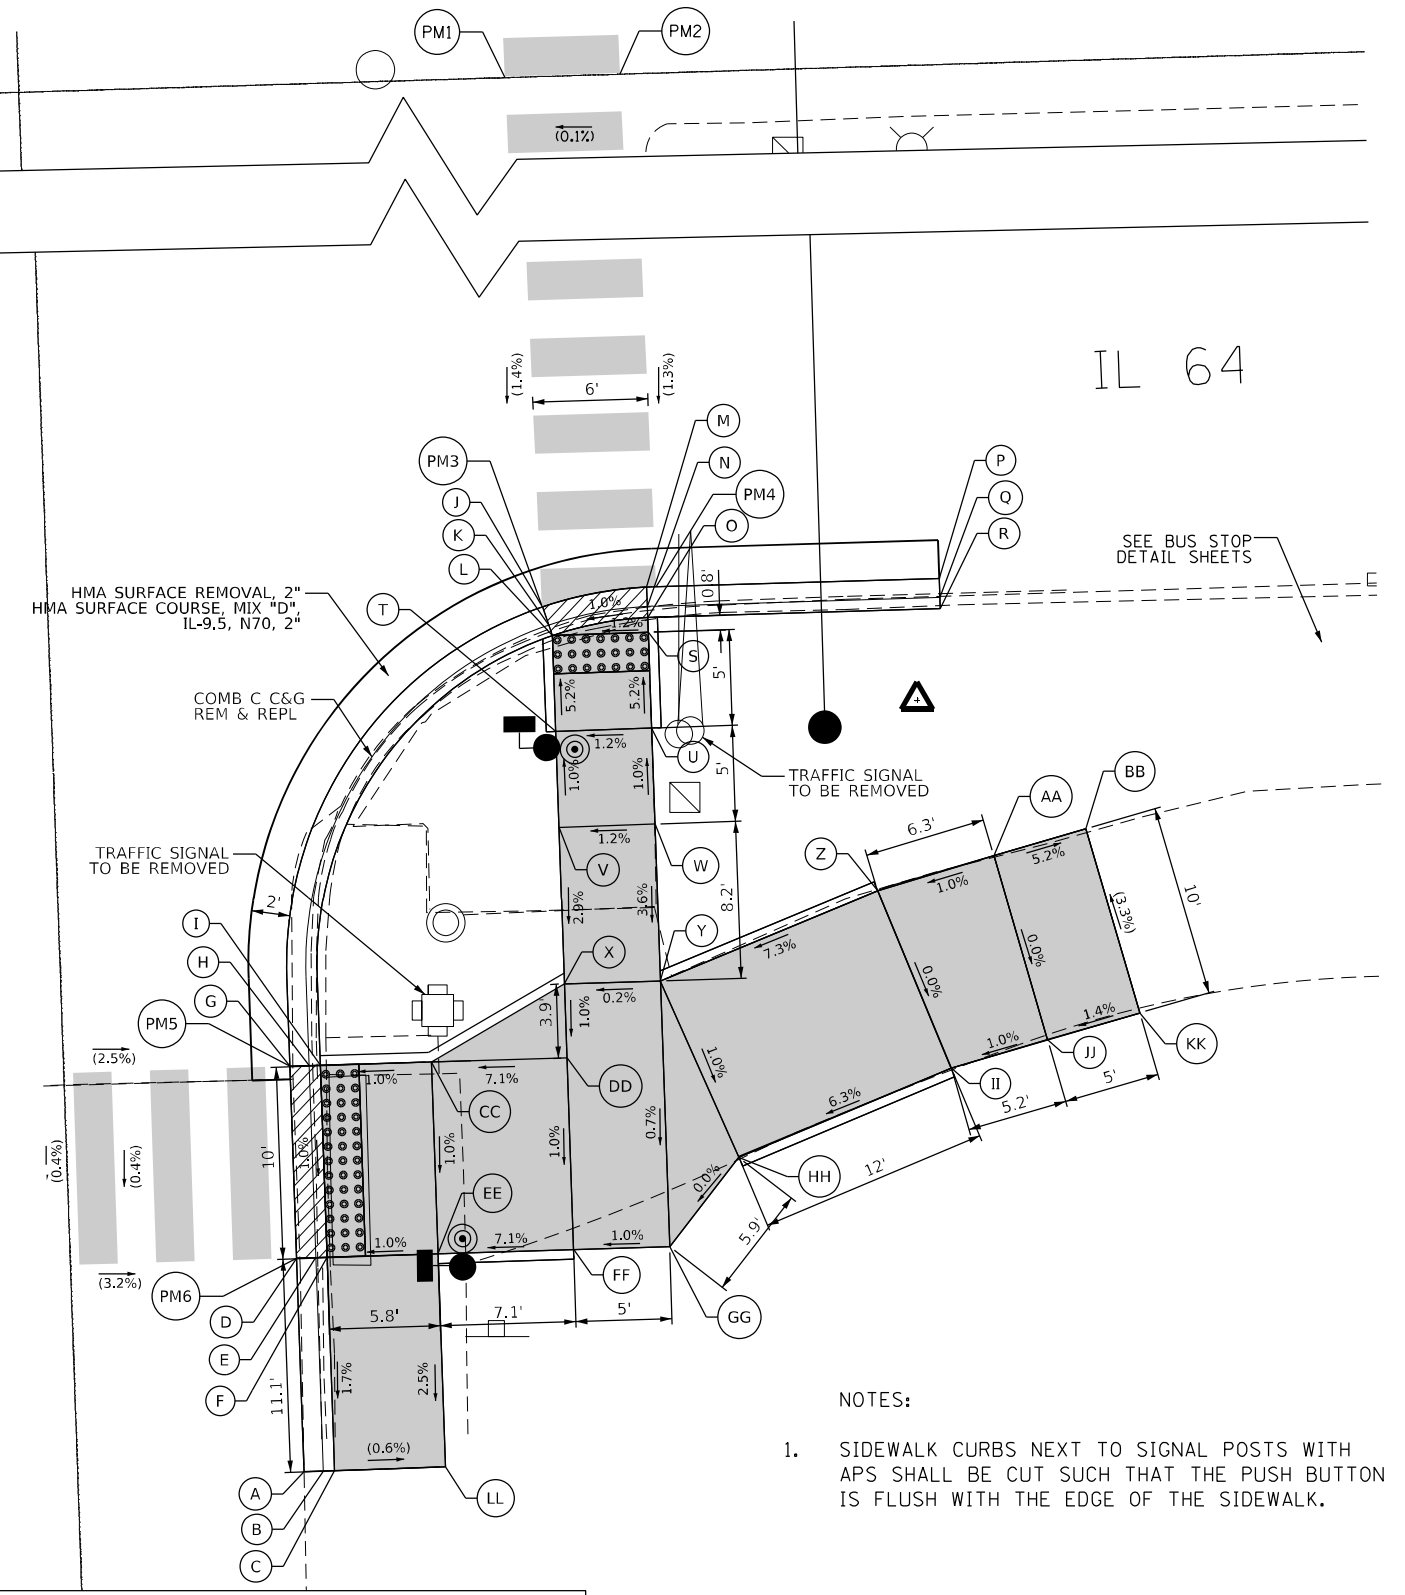 PM1
PM2
(0.1%)
(1.4%)
(1.3%)
6'
IL 64
M
PM3
N
P
PM4
J
Q
O
K
R
SEE BUS STOP
DETAIL SHEETS
L
HMA SURFACE REMOVAL, 2"
HMA SURFACE COURSE, MIX "D",
IL-9.5, N70, 2"
T
0.8'
1.0%
1.2%
S
5'
COMB C C&G
REM & REPL
5.2%
5.2%
1.2%
U
1.0%
1.0%
5'
TRAFFIC SIGNAL
TO BE REMOVED
BB
AA
6.3'
1.2%
TRAFFIC SIGNAL
TO BE REMOVED
V
W
Z
5.2%
1.0%
8.2'
10'
2'
2.9%
3.6%
(3.3%)
I
Y
7.3%
0.0%
H
X
0.0%
G
0.2%
3.9'
1.0%
1.4%
PM5
KK
(2.5%)
1.0%
1.0%
JJ
1.0%
7.1%
DD
II
5'
CC
6.3%
5.2'
0.7%
(0.4%)
(0.4%)
10'
1.0%
1.0%
1.0%
12'
0.0%
HH
EE
5.9'
1.0%
7.1%
1.0%
(3.2%)
FF
PM6
D
5.8'
7.1'
5'
GG
E
11.1'
1.7%
2.5%
F
NOTES:
(0.6%)
1. SIDEWALK CURBS NEXT TO SIGNAL POSTS WITH
APS SHALL BE CUT SUCH THAT THE PUSH BUTTON
IS FLUSH WITH THE EDGE OF THE SIDEWALK.
A
LL
B
C